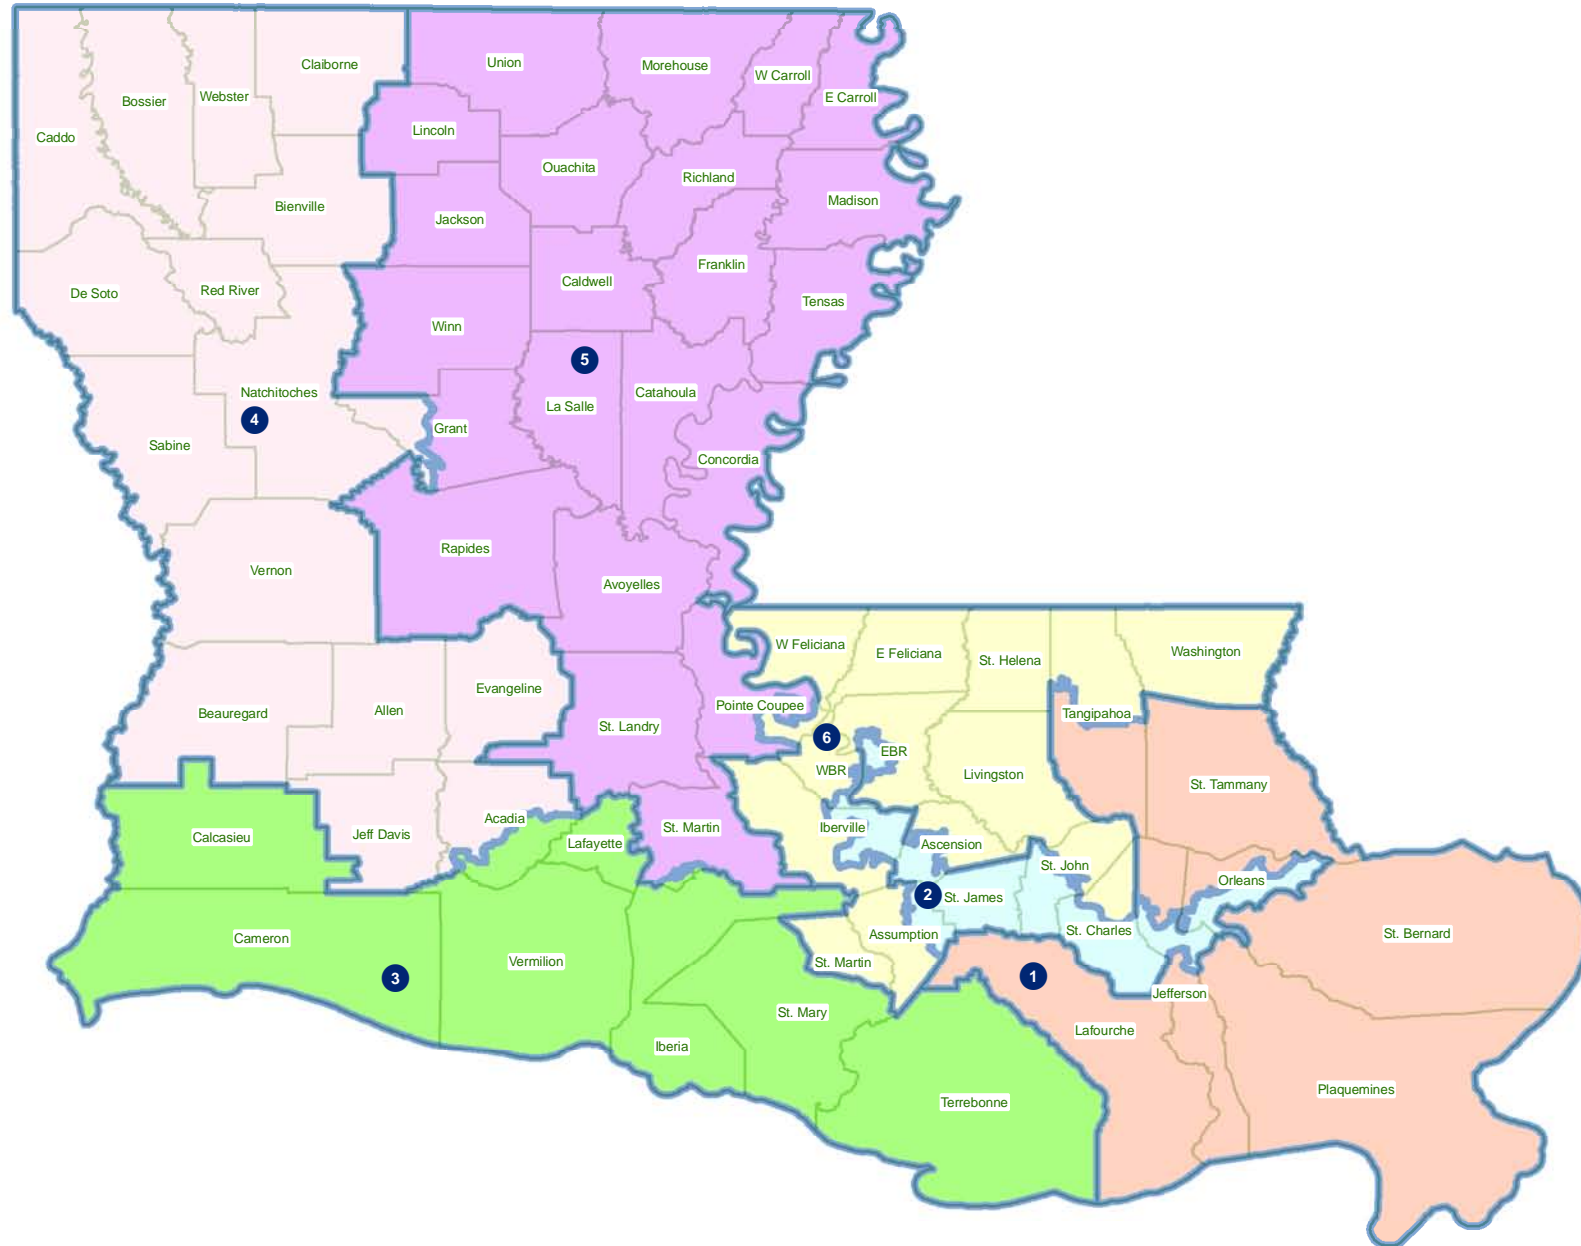 Claiborne
Union
Morehouse
W Carroll
Webster
Bossier
E Carroll
Caddo
Lincoln
Ouachita
Richland
Madison
Bienville
Jackson
Franklin
Caldwell
De Soto
Red River
Tensas
Winn
5
Natchitoches
Catahoula
La Salle
4
Grant
Sabine
Concordia
Rapides
Vernon
Avoyelles
W Feliciana
E Feliciana
St. Helena
Washington
Evangeline
Pointe Coupee
Allen
Beauregard
Tangipahoa
St. Landry
6
EBR
WBR
Livingston
St. Tammany
Acadia
St. Martin
Iberville
Jeff Davis
Calcasieu
Lafayette
Ascension
St. John
Orleans
2
St. James
St. Charles
Assumption
St. Bernard
Cameron
Vermilion
St. Martin
3
1
Jefferson
St. Mary
Lafourche
Iberia
Plaquemines
Terrebonne